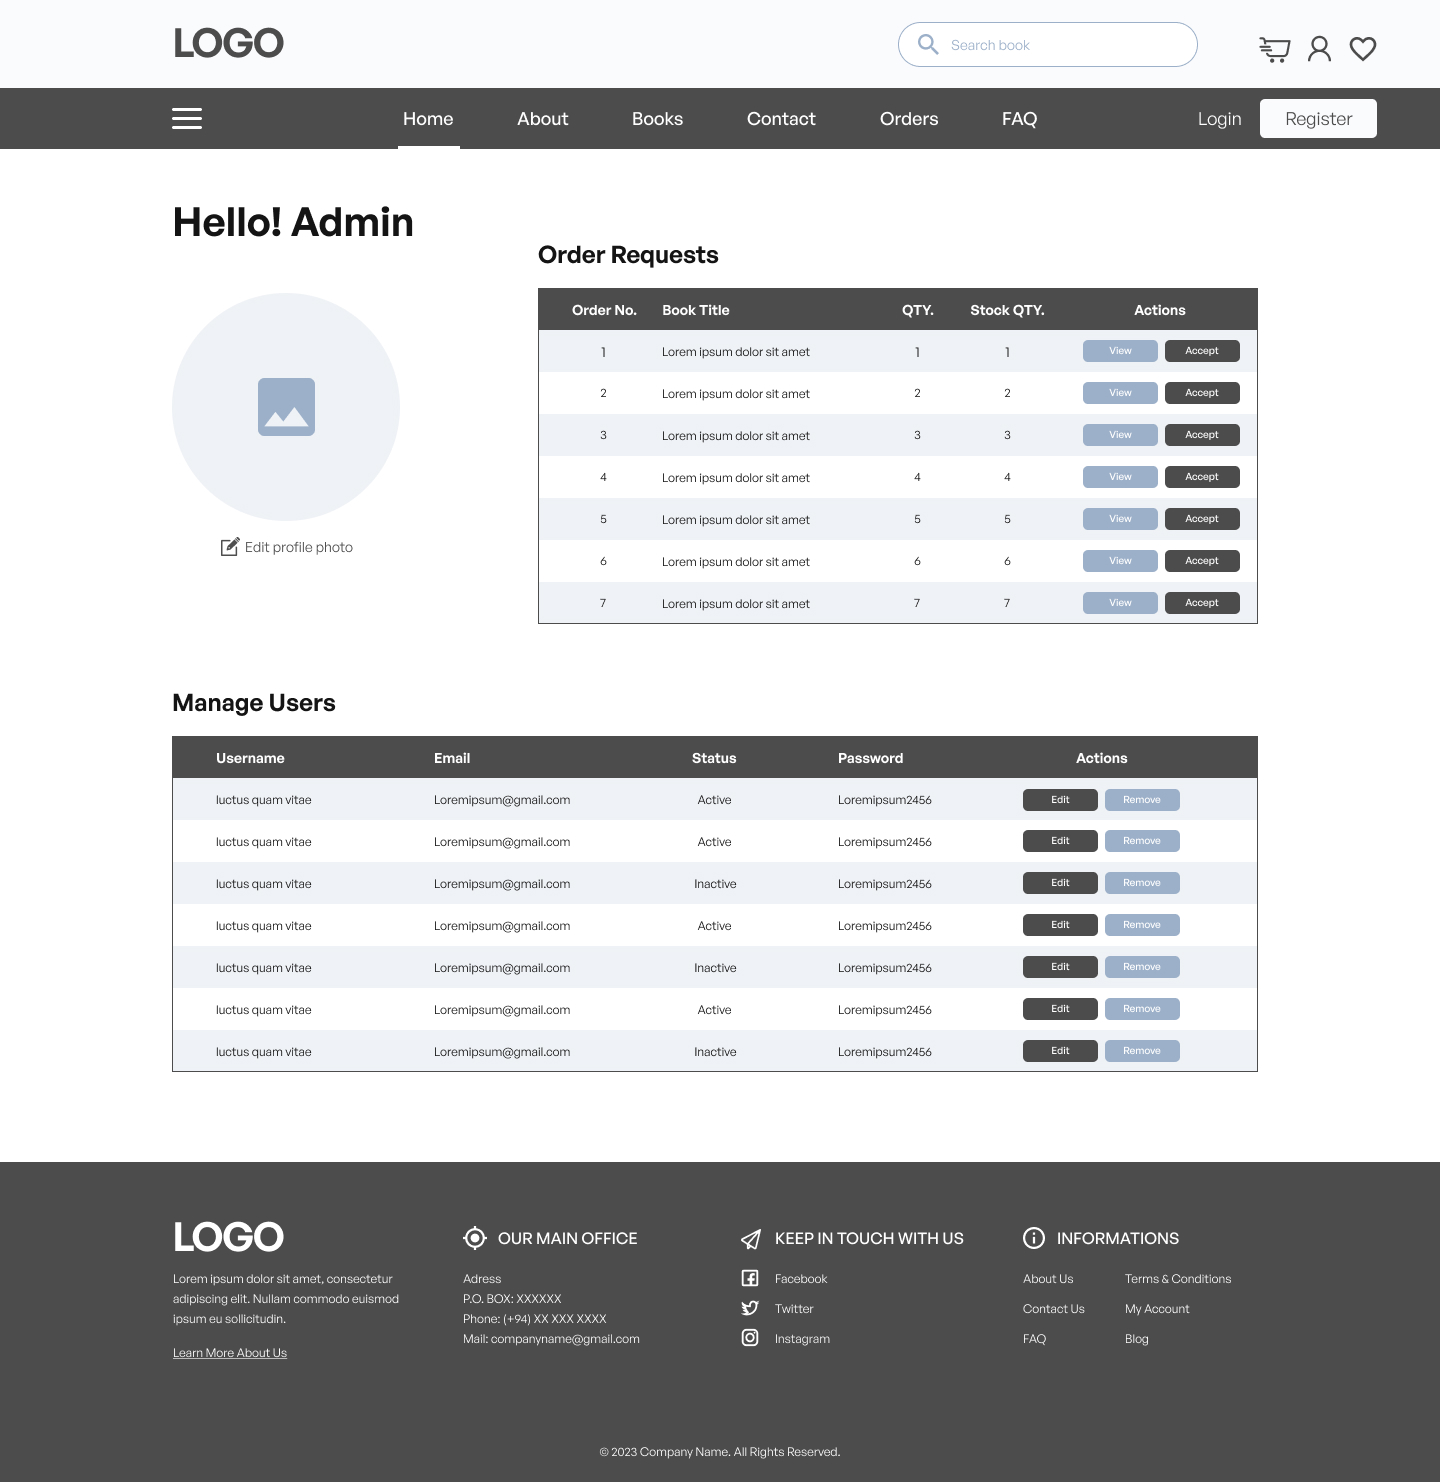 LOGO
Search book
Home About Books Contact Orders FAQ Login Register
Hello! Admin
Edit profile photo
Order Requests
Order No. Book Title QTY. Stock QTY. Actions
1 Lorem ipsum dolor sit amet 1 1 View Accept
2 Lorem ipsum dolor sit amet 2 2 View Accept
3 Lorem ipsum dolor sit amet 3 3 View Accept
4 Lorem ipsum dolor sit amet 4 4 View Accept
5 Lorem ipsum dolor sit amet 5 5 View Accept
6 Lorem ipsum dolor sit amet 6 6 View Accept
7 Lorem ipsum dolor sit amet 7 7 View Accept
Manage Users
Username Email Status Password Actions
luctus quam vitae Loremipsum@gmail.com Active Loremipsum2456 Edit Remove
luctus quam vitae Loremipsum@gmail.com Active Loremipsum2456 Edit Remove
luctus quam vitae Loremipsum@gmail.com Inactive Loremipsum2456 Edit Remove
luctus quam vitae Loremipsum@gmail.com Active Loremipsum2456 Edit Remove
luctus quam vitae Loremipsum@gmail.com Inactive Loremipsum2456 Edit Remove
luctus quam vitae Loremipsum@gmail.com Active Loremipsum2456 Edit Remove
luctus quam vitae Loremipsum@gmail.com Inactive Loremipsum2456 Edit Remove
LOGO
Lorem ipsum dolor sit amet, consectetur
adipiscing elit. Nullam commodo euismod
ipsum eu sollicitudin.
Learn More About Us
OUR MAIN OFFICE
Adress
P.O. BOX: XXXXXX
Phone: (+94) XX XXX XXXX
Mail: companyname@gmail.com
KEEP IN TOUCH WITH US
Facebook
Twitter
Instagram
INFORMATIONS
About Us Terms & Conditions
Contact Us My Account
FAQ Blog
© 2023 Company Name. All Rights Reserved.